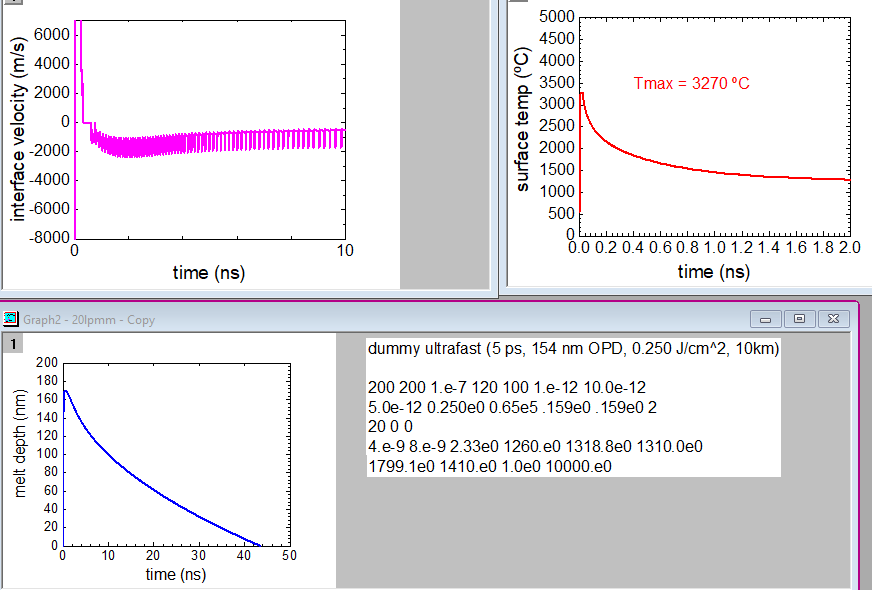 6000
4000
2000
0
-2000
-4000
-6000
-8000
interface velocity (m/s)
0
10
time (ns)
5000
4500
4000
3500
3000
2500
2000
1500
1000
500
0
surface temp (ºC)
Tmax = 3270 ºC
0.0 0.2 0.4 0.6 0.8 1.0 1.2 1.4 1.6 1.8 2.0
time (ns)
Graph2 - 20lpmm - Copy
1
200
180
160
140
120
100
80
60
40
20
0
melt depth (nm)
0 10 20 30 40 50
time (ns)
dummy ultrafast (5 ps, 154 nm OPD, 0.250 J/cm^2, 10km)
200 200 1.e-7 120 100 1.e-12 10.0e-12
5.0e-12 0.250e0 0.65e5 .159e0 .159e0 2
20 0 0
4.e-9 8.e-9 2.33e0 1260.e0 1318.8e0 1310.0e0
1799.1e0 1410.e0 1.0e0 10000.e0